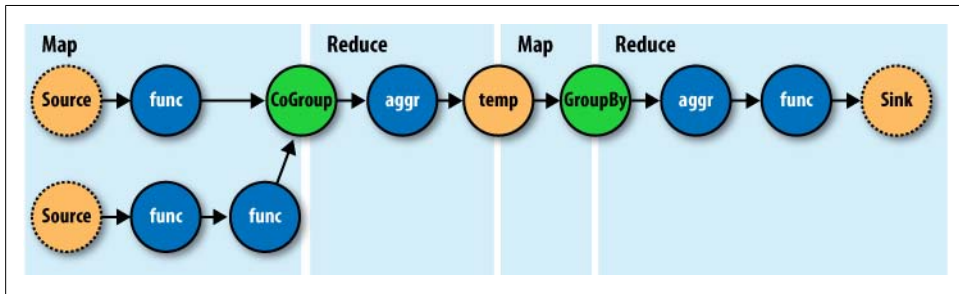 Map Reduce Map Reduce
Source func CoGroup aggr temp GroupBy aggr func Sink
Source func func